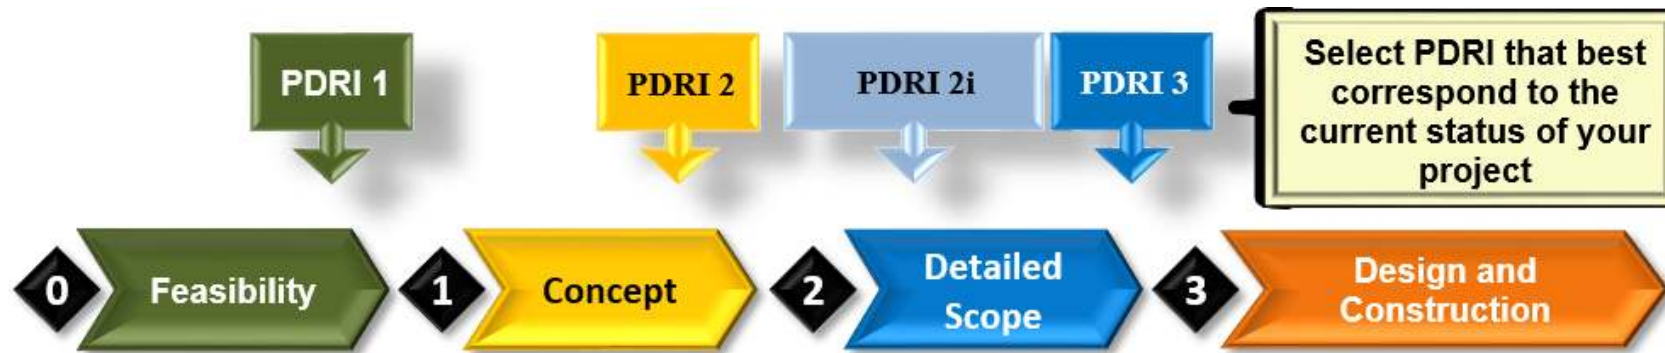 PDRI 1
PDRI 2
PDRI 2i
PDRI 3
Select PDRI that best
correspond to the
current status of your
project
0
Feasibility
1
Concept
2
Detailed
Scope
3
Design and
Construction